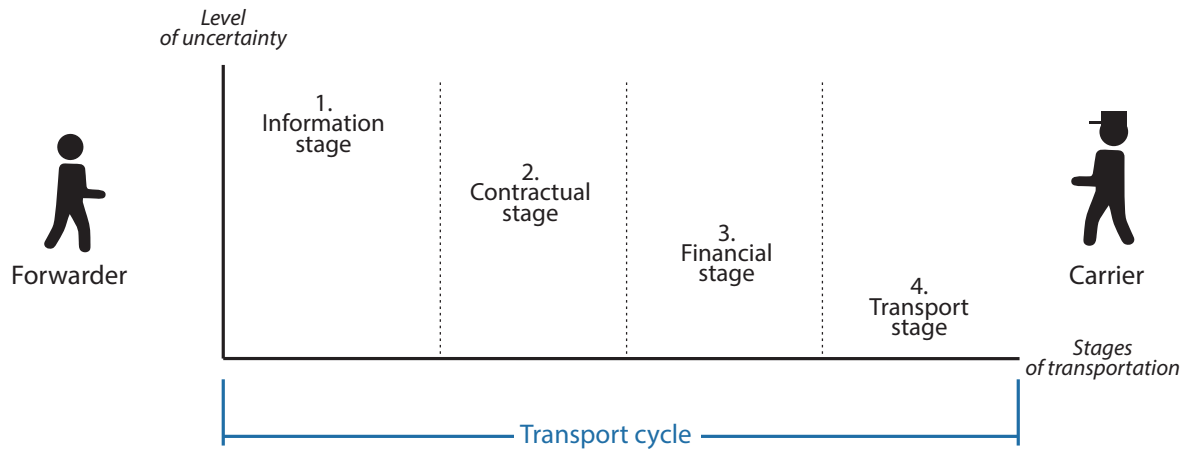 Level
of uncertainty
1.
Information
stage
2.
Contractual
stage
3.
Financial
stage
4.
Transport
stage
Forwarder
Carrier
Stages
of transportation
Transport cycle